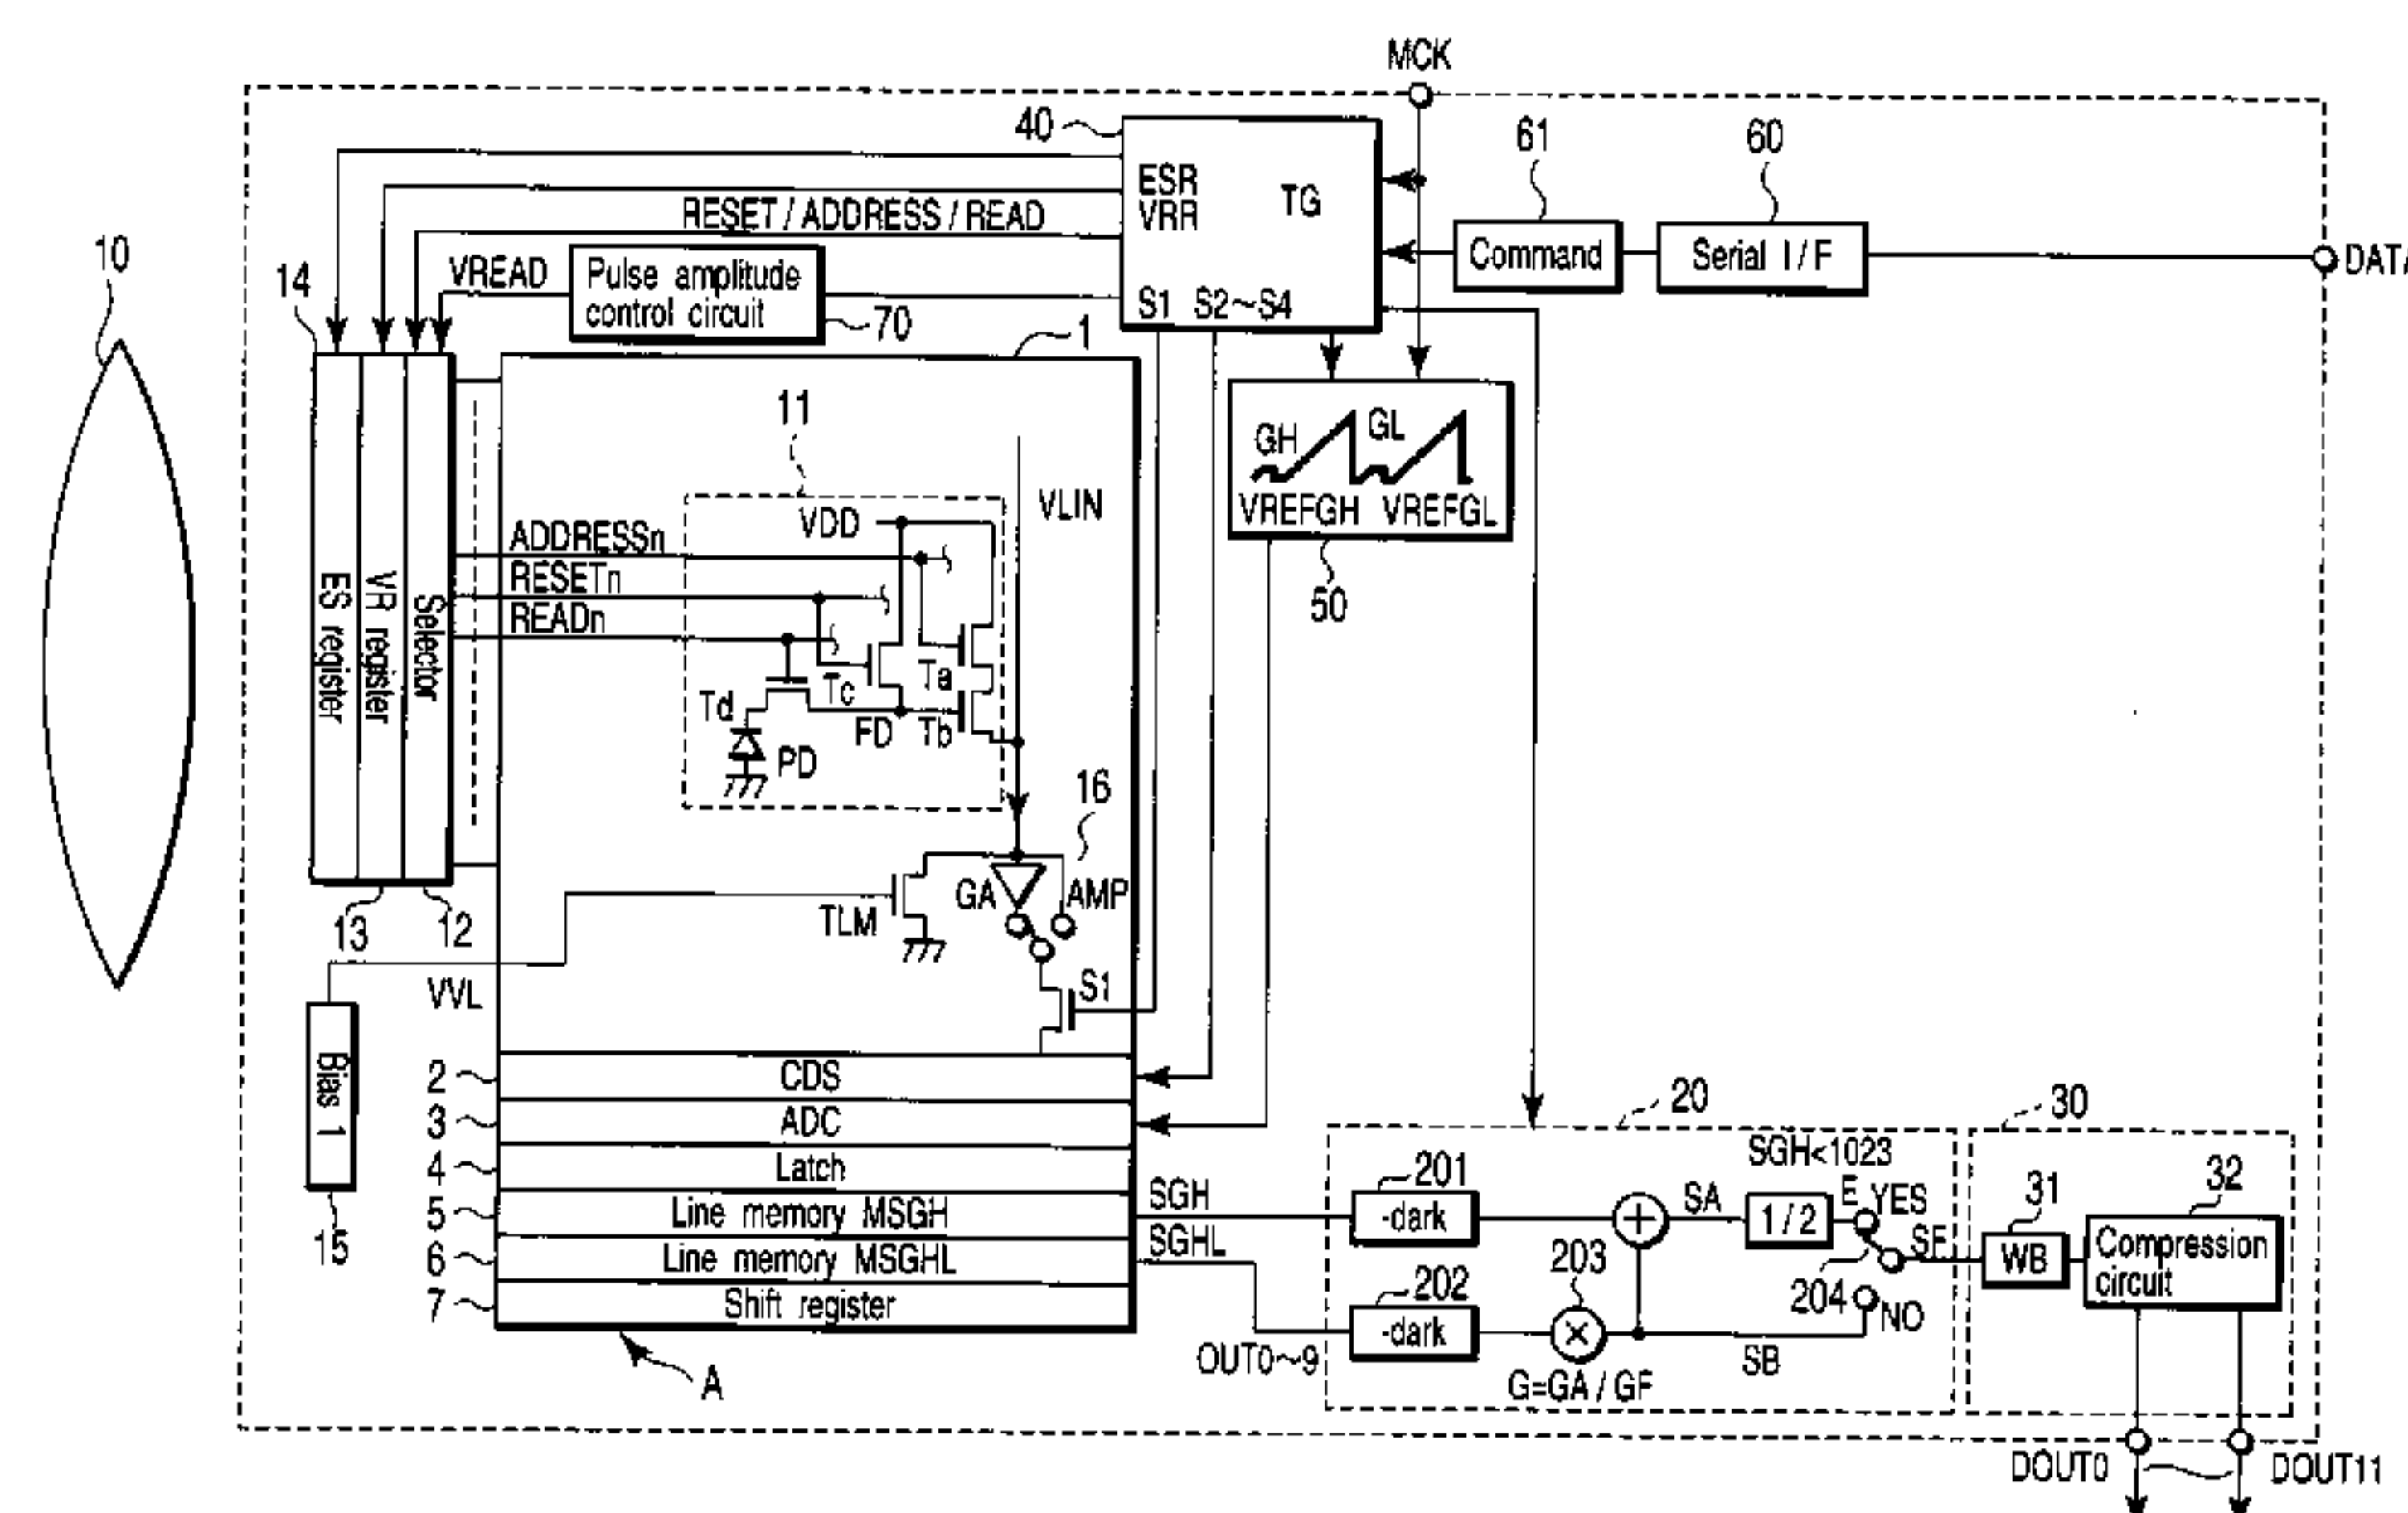 MCK
40
61
60
ESR
VRR
TG
RESET / ADDRESS / READ
Command
Serial I / F
10
14
VREAD
Pulse amplitude
control circuit
70
S1 S2~S4
1
11
GH
GL
VREFGH VREFGL
50
VDD
VLIN
ADDRESSn
RESETn
READn
ES register
VR register
Selector
Ta
Tc
Td
FD
Tb
PD
16
GA
AMP
TLM
13
12
VVL
S1
Bias 1
15
2
CDS
3
ADC
4
Latch
5
Line memory MSGH
6
Line memory MSGHL
7
Shift register
A
SGH
SGHL
OUT0~9
20
30
SGH<1023
201
-dark
202
-dark
203
G=GA / GF
+
×
SA
1 / 2
E
YES
SF
204
NO
SB
31
WB
32
Compression
circuit
DOUT0
DOUT11